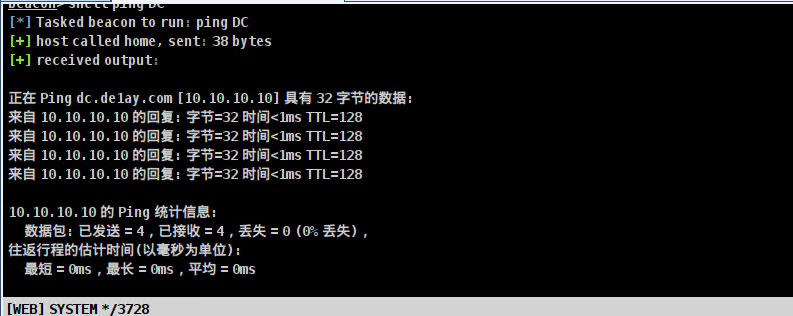 beacon> shell ping DC
[*] Tasked beacon to run: ping DC
[+] host called home, sent: 38 bytes
[+] received output:
正在 Ping dc.de1ay.com [10.10.10.10] 具有 32 字节的数据:
来自 10.10.10.10 的回复: 字节=32 时间<1ms TTL=128
来自 10.10.10.10 的回复: 字节=32 时间<1ms TTL=128
来自 10.10.10.10 的回复: 字节=32 时间<1ms TTL=128
来自 10.10.10.10 的回复: 字节=32 时间<1ms TTL=128
10.10.10.10 的 Ping 统计信息:
数据包: 已发送 = 4，已接收 = 4，丢失 = 0 (0% 丢失)，
往返行程的估计时间(以毫秒为单位):
最短 = 0ms，最长 = 0ms，平均 = 0ms
[WEB] SYSTEM */3728